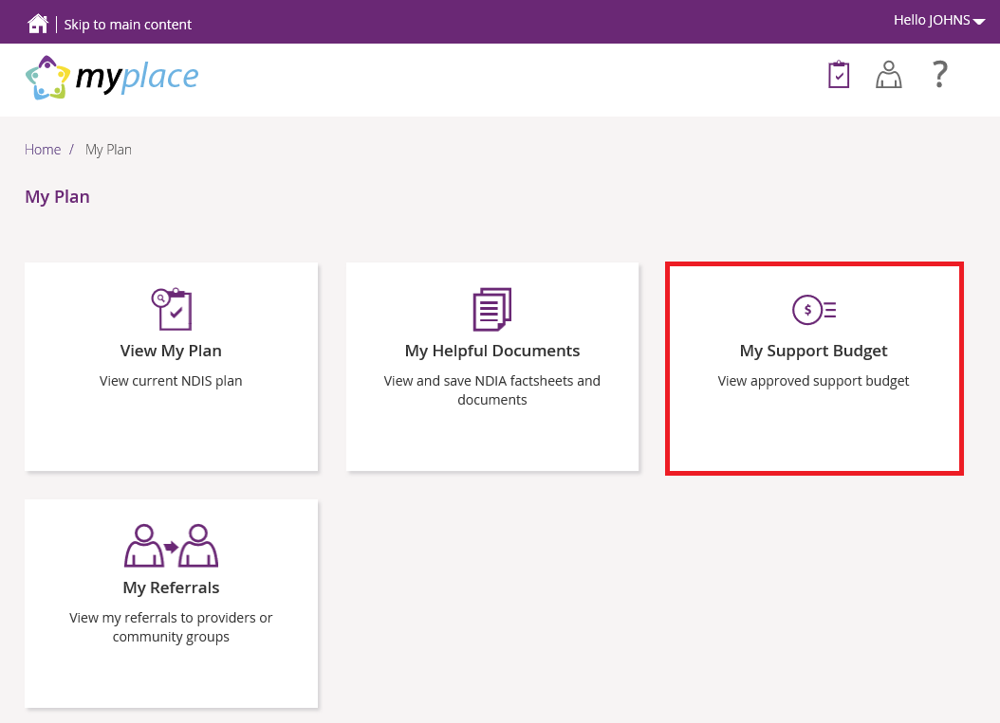 Skip to main content
Hello JOHNS
myplace
?
Home / My Plan
My Plan
View My Plan
View current NDIS plan
My Helpful Documents
View and save NDIA factsheets and
documents
$
My Support Budget
View approved support budget
My Referrals
View my referrals to providers or
community groups